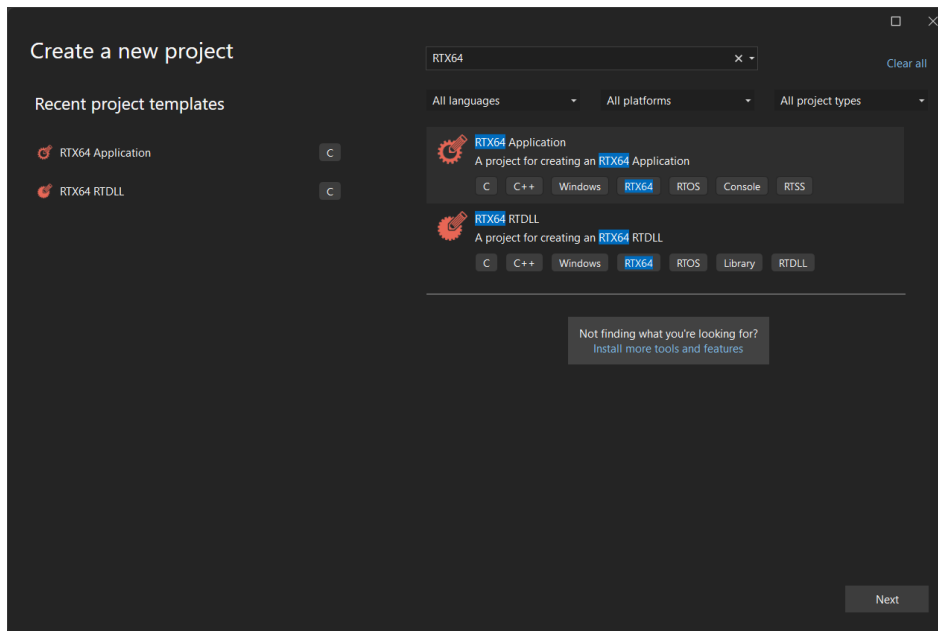 Create a new project
Recent project templates
RTX64 Application C
RTX64 RTDLL C
RTX64
Clear all
All languages All platforms All project types
RTX64 Application
A project for creating an RTX64 Application
C C++ Windows RTX64 RTOS Console RTSS
RTX64 RTDLL
A project for creating an RTX64 RTDLL
C C++ Windows RTX64 RTOS Library RTDLL
Not finding what you're looking for?
Install more tools and features
Next